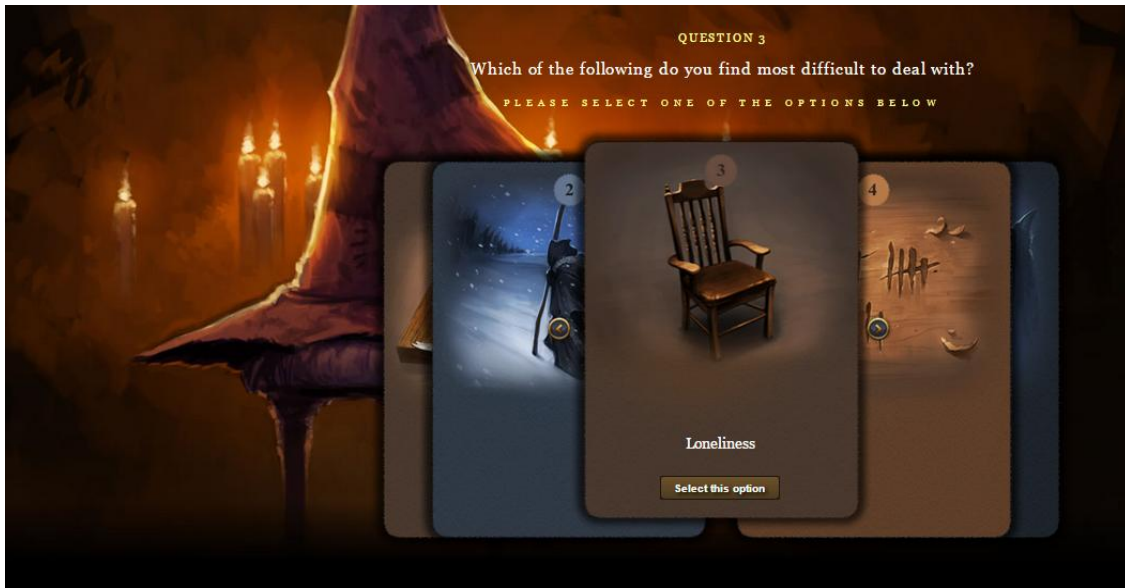 QUESTION 3
Which of the following do you find most difficult to deal with?
PLEASE SELECT ONE OF THE OPTIONS BELOW
2
3
4
Loneliness
Select this option